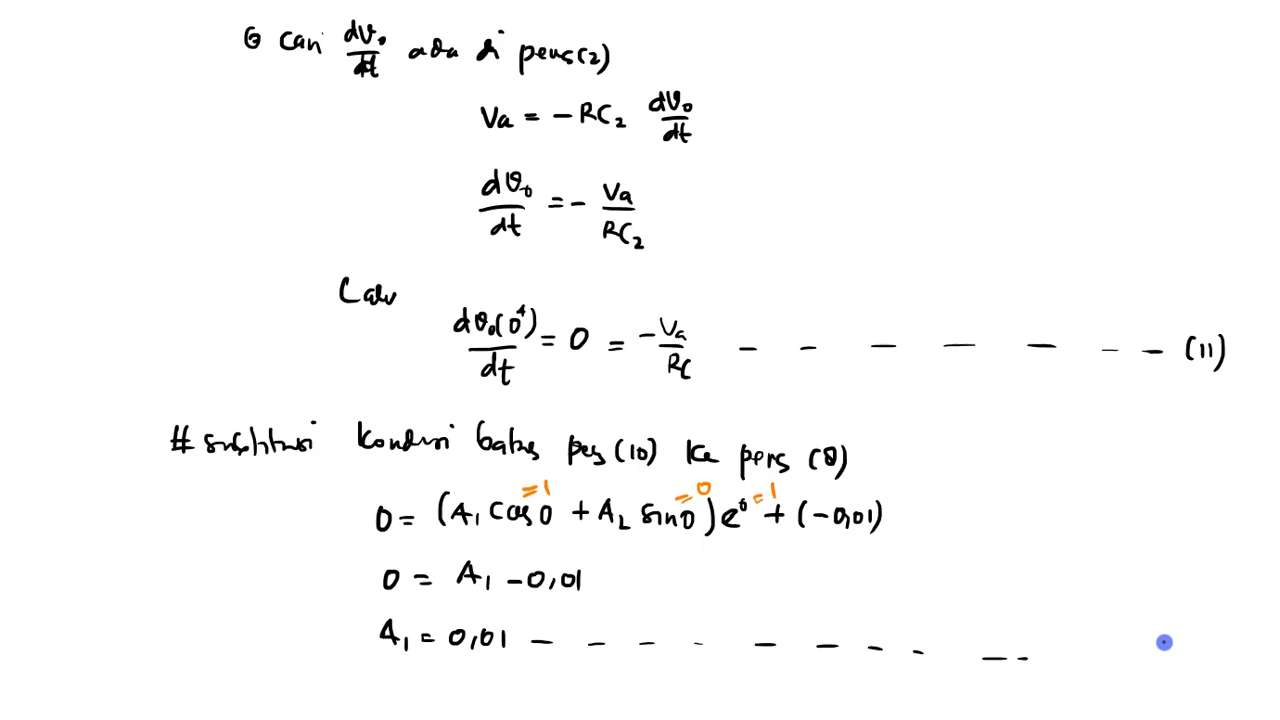 cari dv₀/dt ada di pers(2)
Va = - RC₂ dv₀/dt
dv₀/dt = - Va/RC₂
Lalu
dv₀(0⁺)/dt = 0 = - Va/RC - - - - - - - (11)
# substitusi kondisi batas pers (10) ke pers (8)
=1 =0 =1
0 = (A₁ cos 0 + A₂ sin 0) e⁰ + (-0,01)
0 = A₁ - 0,01
A₁ = 0,01 - - - - - - - - - -